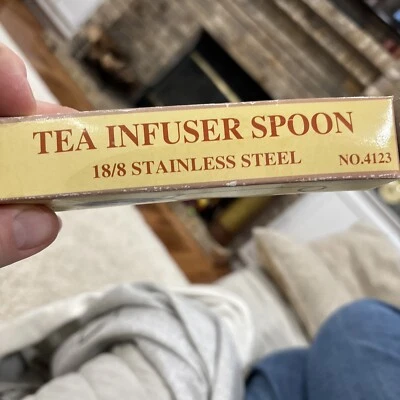 TEA INFUSER SPOON
18/8 STAINLESS STEEL NO.4123